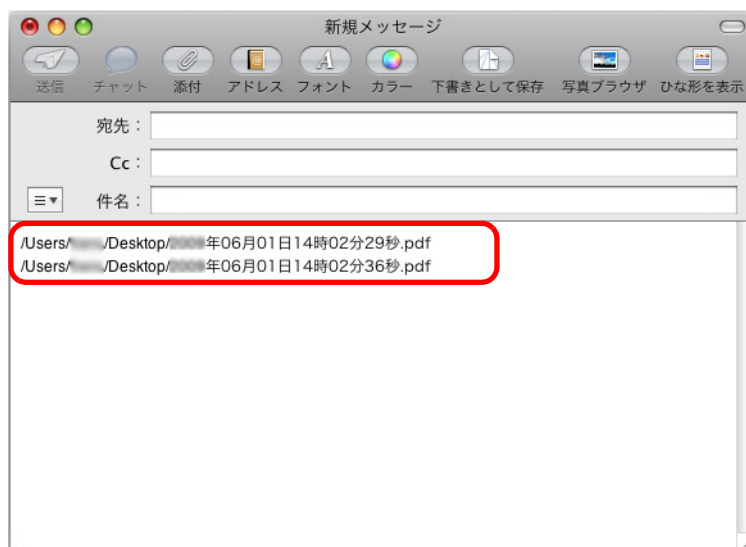 新規メッセージ
送信 チャット 添付 アドレス フォント カラー 下書きとして保存 写真ブラウザ ひな形を表示
宛先：
Cc：
件名：
/Users/ /Desktop/ 年06月01日14時02分29秒.pdf
/Users/ /Desktop/ 年06月01日14時02分36秒.pdf